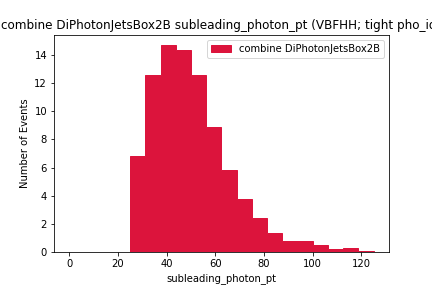 combine DiPhotonJetsBox2B subleading_photon_pt (VBFHH; tight pho_ic
combine DiPhotonJetsBox2B
14
12
10
8
6
4
2
0
Number of Events
0 20 40 60 80 100 120
subleading_photon_pt